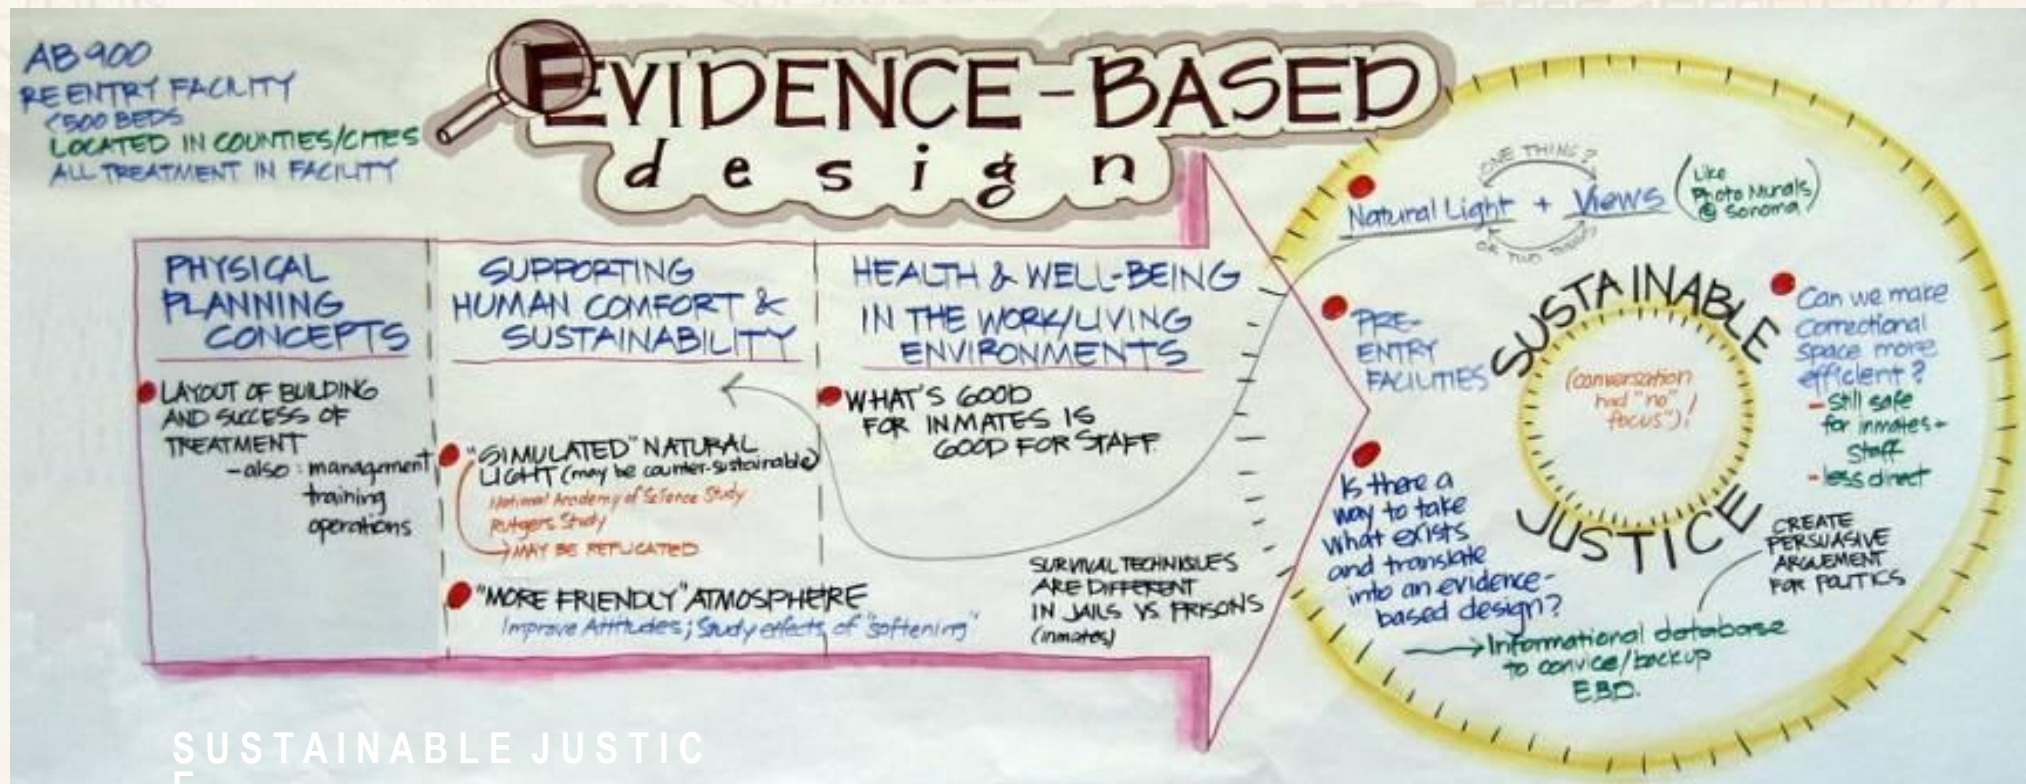 AB 900
RE ENTRY FACILITY
<500 BEDS
LOCATED IN COUNTIES/CITES
ALL TREATMENT IN FACILITY
EVIDENCE-BASED
design
PHYSICAL
PLANNING
CONCEPTS
LAYOUT OF BUILDING
AND SUCCESS OF
TREATMENT
- also : management
training
operations
SUPPORTING
HUMAN COMFORT &
SUSTAINABILITY
"SIMULATED" NATURAL
LIGHT (may be counter-sustainable)
National Academy of Science Study
Rutgers Study
MAY BE REPLICATED
"MORE FRIENDLY" ATMOSPHERE
Improve Attitudes; Study effects of "softening"
HEALTH & WELL-BEING
IN THE WORK/LIVING
ENVIRONMENTS
WHAT'S GOOD
FOR INMATES IS
GOOD FOR STAFF.
SURVIVAL TECHNIQUES
ARE DIFFERENT
IN JAILS VS PRISONS
(inmates)
ONE THING?
Natural Light + Views
(Like
Photo Murals
@ Sonoma)
OR TWO THINGS
PRE-
ENTRY
FACILITIES
SUSTAINABLE
(conversation
had "no"
focus")!
JUSTICE
Can we make
Correctional
space more
efficient?
- still safe
for inmates +
staff
- less direct
Is there a
way to take
what exists
and translate
into an evidence-
based design?
Informational database
to convice/backup
EBD.
CREATE
PERSUASIVE
ARGUEMENT
FOR POLITICS
SUSTAINABLE JUSTIC
E